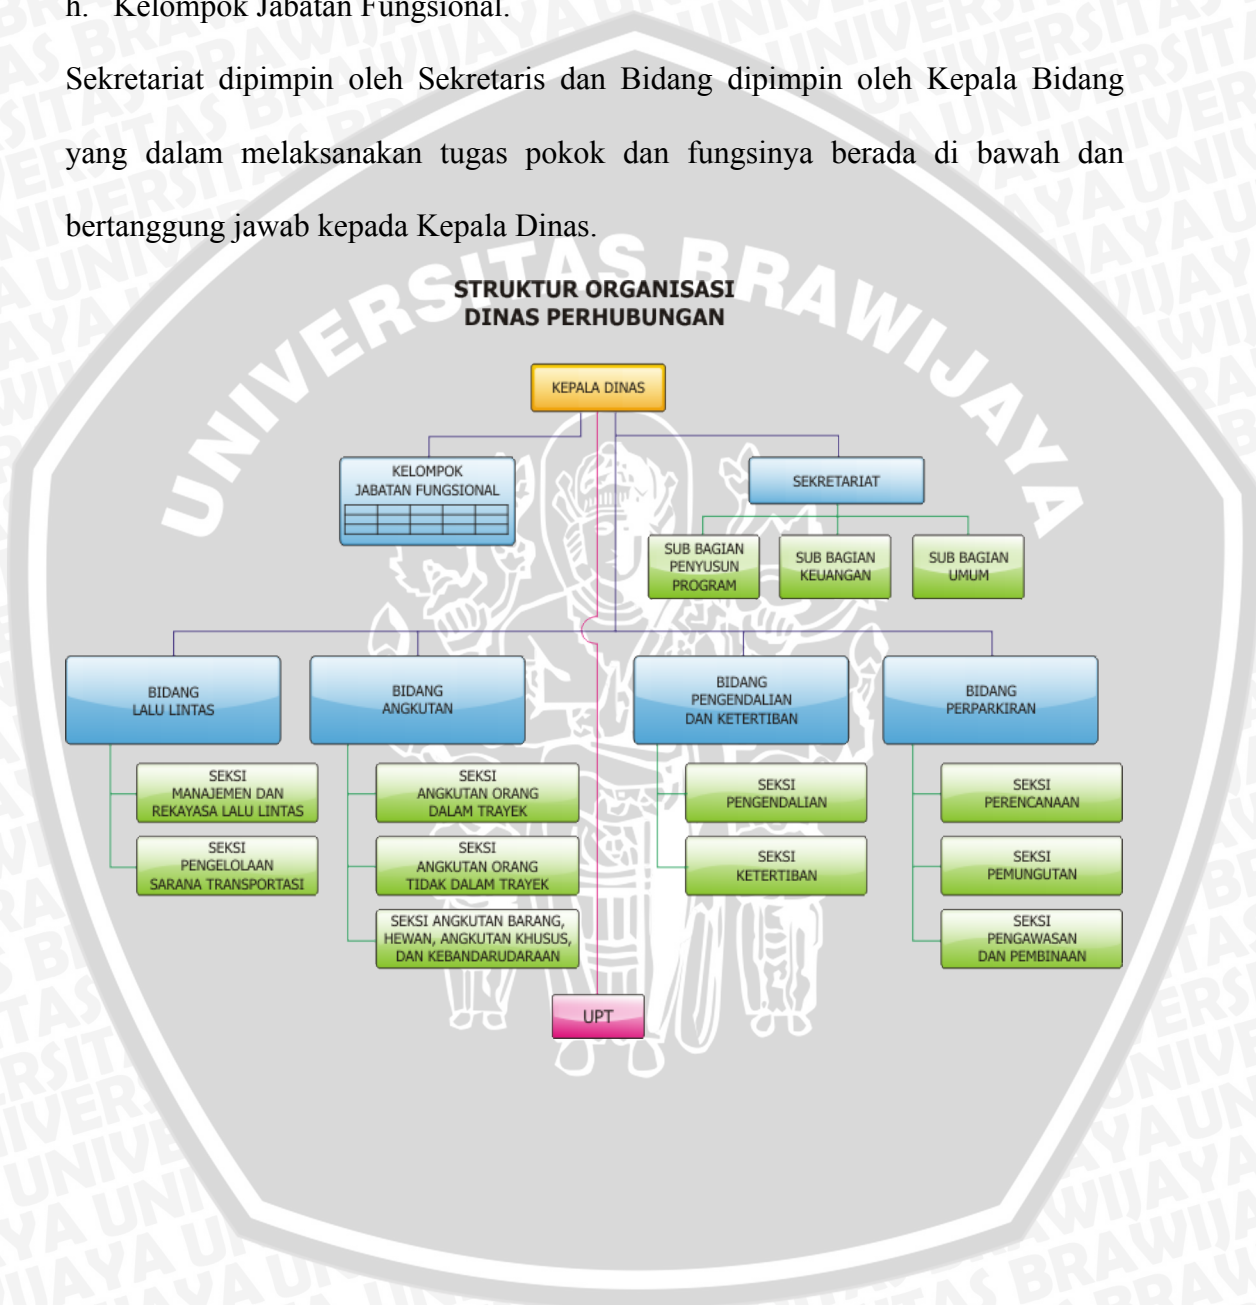 h. Kelompok Jabatan Fungsional.
Sekretariat dipimpin oleh Sekretaris dan Bidang dipimpin oleh Kepala Bidang
yang dalam melaksanakan tugas pokok dan fungsinya berada di bawah dan
bertanggung jawab kepada Kepala Dinas.
UNIVERSITAS BRAWIJAYA
STRUKTUR ORGANISASI
DINAS PERHUBUNGAN
KEPALA DINAS
KELOMPOK
JABATAN FUNGSIONAL
SEKRETARIAT
SUB BAGIAN
PENYUSUN
PROGRAM
SUB BAGIAN
KEUANGAN
SUB BAGIAN
UMUM
BIDANG
LALU LINTAS
BIDANG
ANGKUTAN
BIDANG
PENGENDALIAN
DAN KETERTIBAN
BIDANG
PERPARKIRAN
SEKSI
MANAJEMEN DAN
REKAYASA LALU LINTAS
SEKSI
ANGKUTAN ORANG
DALAM TRAYEK
SEKSI
PENGENDALIAN
SEKSI
PERENCANAAN
SEKSI
PENGELOLAAN
SARANA TRANSPORTASI
SEKSI
ANGKUTAN ORANG
TIDAK DALAM TRAYEK
SEKSI
KETERTIBAN
SEKSI
PEMUNGUTAN
SEKSI ANGKUTAN BARANG,
HEWAN, ANGKUTAN KHUSUS,
DAN KEBANDARUDARAAN
SEKSI
PENGAWASAN
DAN PEMBINAAN
UPT